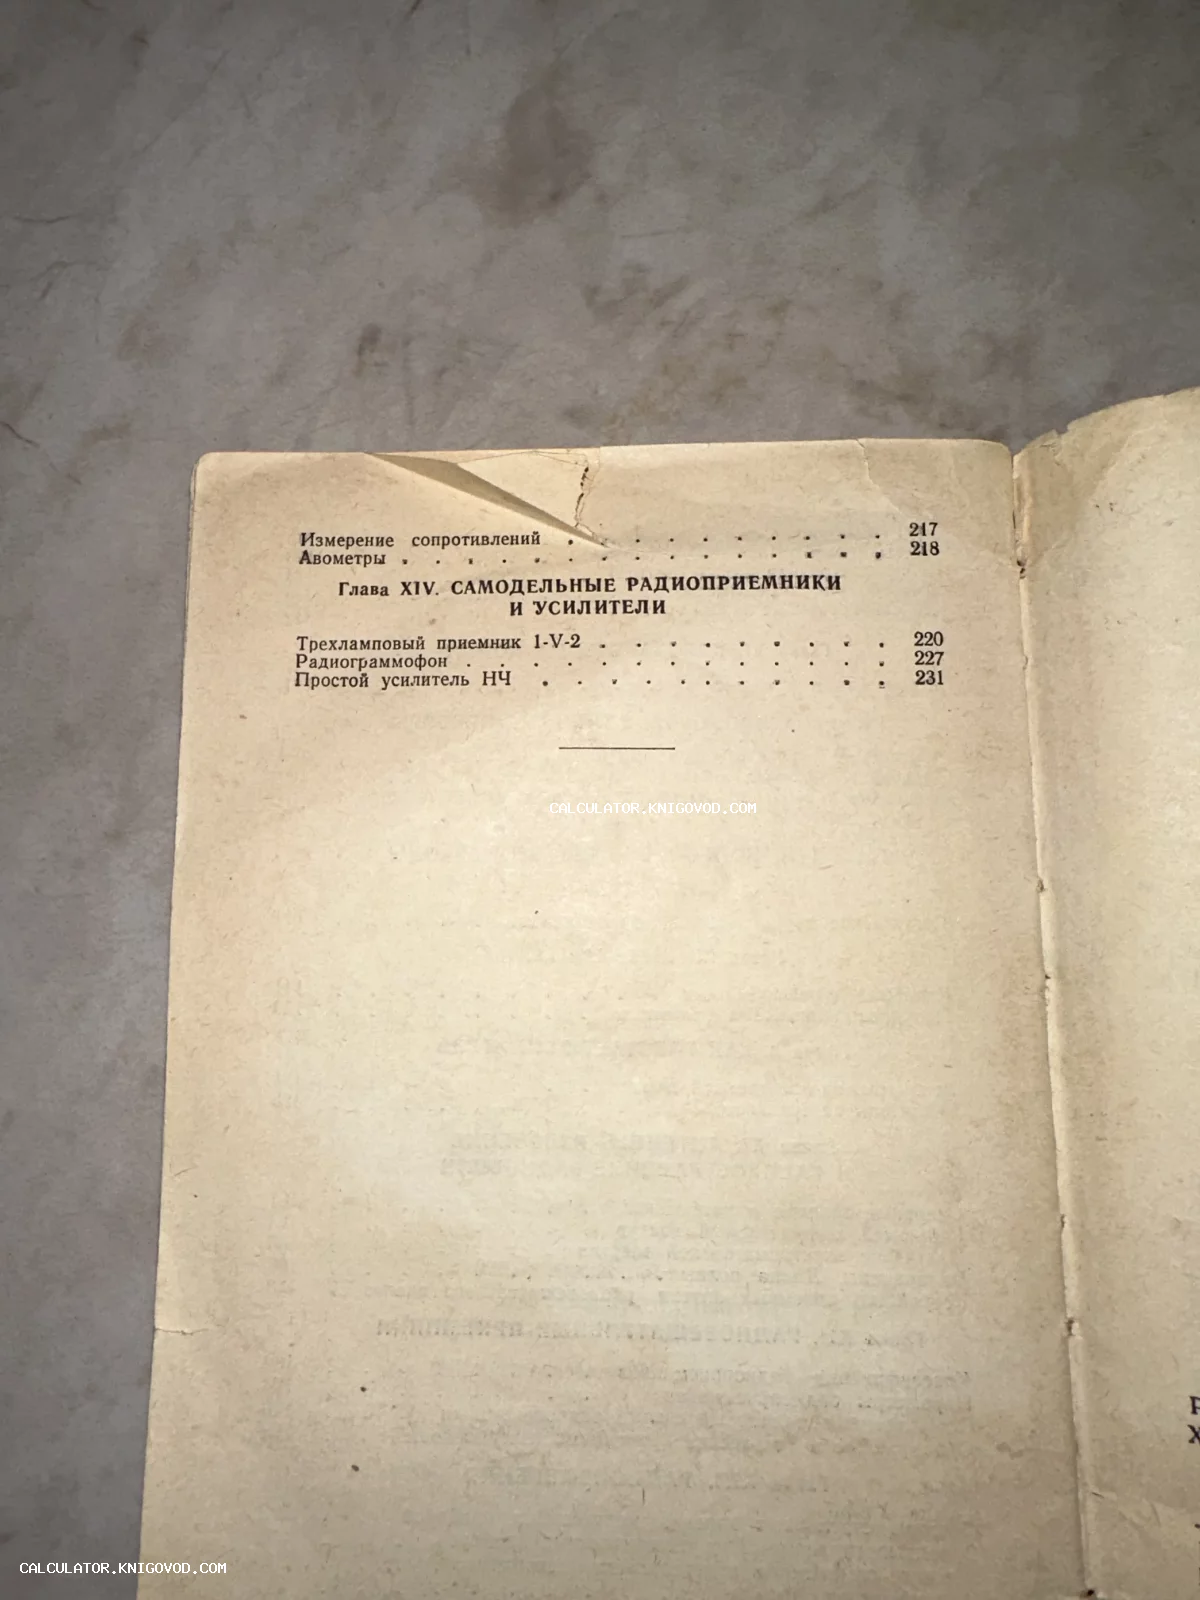 Измерение сопротивлений . . . . . . . . . . 217
Авометры . . . . . . . . . . . . . . . 218
Глава XIV. САМОДЕЛЬНЫЕ РАДИОПРИЕМНИКИ
И УСИЛИТЕЛИ
Трехламповый приемник 1-V-2 . . . . . . . . . 220
Радиограммофон . . . . . . . . . . . . . 227
Простой усилитель НЧ . . . . . . . . . . . 231
CALCULATOR.KNIGOVOD.COM
CALCULATOR.KNIGOVOD.COM